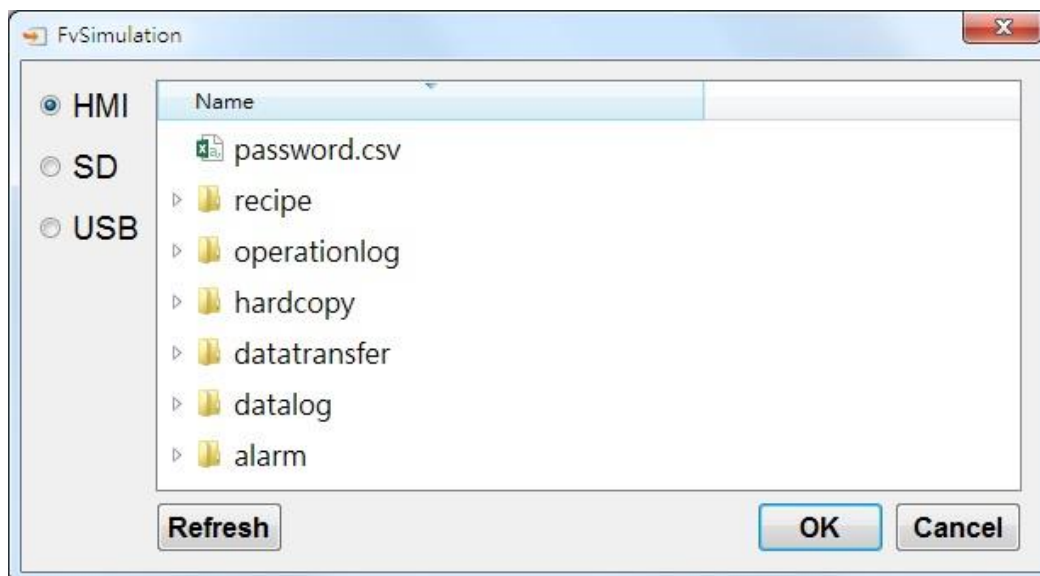 FvSimulation
HMI
SD
USB
Name
password.csv
recipe
operationlog
hardcopy
datatransfer
datalog
alarm
Refresh
OK
Cancel